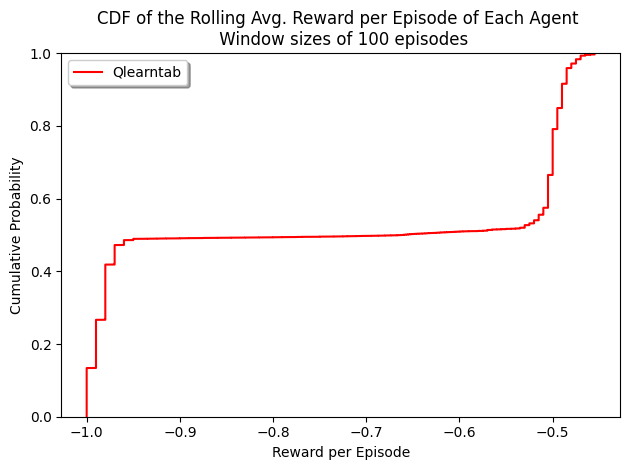 CDF of the Rolling Avg. Reward per Episode of Each Agent
Window sizes of 100 episodes
Qlearntab
Cumulative Probability
1.0
0.8
0.6
0.4
0.2
0.0
−1.0 −0.9 −0.8 −0.7 −0.6 −0.5
Reward per Episode